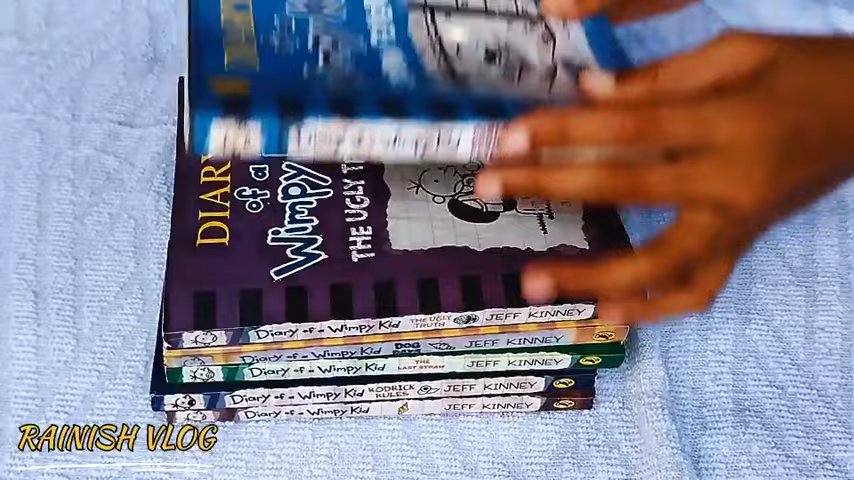 DIARY
of a
Wimpy
THE UGLY T
Diary of a Wimpy Kid THE UGLY TRUTH JEFF KINNEY
Diary of a Wimpy Kid DOG DAYS JEFF KINNEY
Diary of a Wimpy Kid THE LAST STRAW JEFF KINNEY
Diary of a Wimpy Kid RODRICK RULES JEFF KINNEY
Diary of a Wimpy Kid JEFF KINNEY
RAINISH VLOG